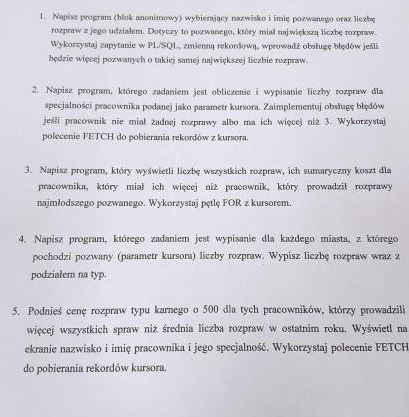 1. Napisz program (blok anonimowy) wybierający nazwisko i imię pozwanego oraz liczbę
rozpraw z jego udziałem. Dotyczy to pozwanego, który miał największą liczbę rozpraw.
Wykorzystaj zapytanie w PL/SQL, zmienną rekordową, wprowadź obsługę błędów jeśli
będzie więcej pozwanych o takiej samej największej liczbie rozpraw.
2. Napisz program, którego zadaniem jest obliczenie i wypisanie liczby rozpraw dla
specjalności pracownika podanej jako parametr kursora. Zaimplementuj obsługę błędów
jeśli pracownik nie miał żadnej rozprawy albo ma ich więcej niż 3. Wykorzystaj
polecenie FETCH do pobierania rekordów z kursora.
3. Napisz program, który wyświetli liczbę wszystkich rozpraw, ich sumaryczny koszt dla
pracownika, który miał ich więcej niż pracownik, który prowadził rozprawy
najmłodszego pozwanego. Wykorzystaj pętlę FOR z kursorem.
4. Napisz program, którego zadaniem jest wypisanie dla każdego miasta, z którego
pochodzi pozwany (parametr kursora) liczby rozpraw. Wypisz liczbę rozpraw wraz z
podziałem na typ.
5. Podnieś cenę rozpraw typu karnego o 500 dla tych pracowników, którzy prowadzili
więcej wszystkich spraw niż średnia liczba rozpraw w ostatnim roku. Wyświetl na
ekranie nazwisko i imię pracownika i jego specjalność. Wykorzystaj polecenie FETCH
do pobierania rekordów kursora.